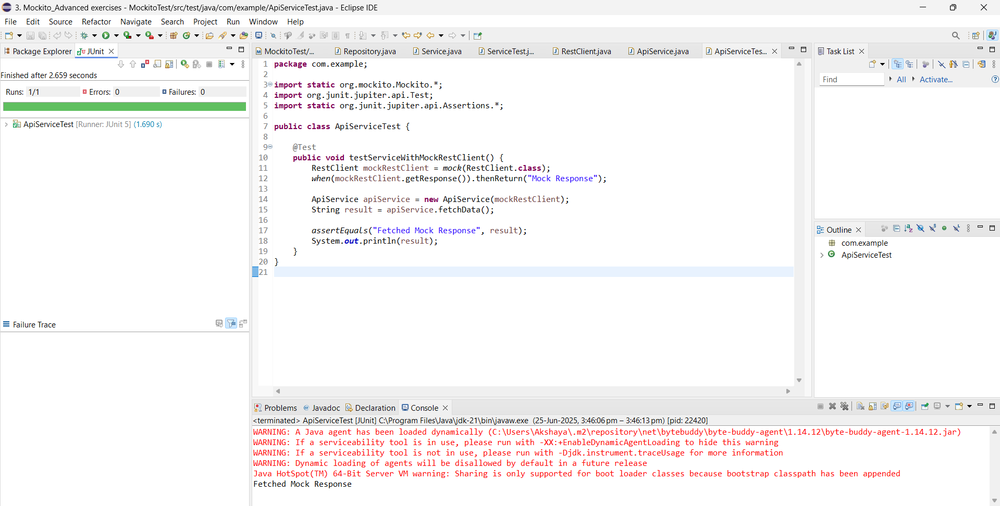 3. Mockito_Advanced exercises - MockitoTest/src/test/java/com/example/ApiServiceTest.java - Eclipse IDE
File Edit Source Refactor Navigate Search Project Run Window Help
Package Explorer JUnit
Finished after 2.659 seconds
Runs: 1/1 Errors: 0 Failures: 0
ApiServiceTest [Runner: JUnit 5] (1.690 s)
Failure Trace
MockitoTest/... Repository.java Service.java ServiceTest.j... RestClient.java ApiService.java ApiServiceTes...
1 package com.example;
2
3 import static org.mockito.Mockito.*;
4 import org.junit.jupiter.api.Test;
5 import static org.junit.jupiter.api.Assertions.*;
6
7 public class ApiServiceTest {
8
9 @Test
10 public void testServiceWithMockRestClient() {
11 RestClient mockRestClient = mock(RestClient.class);
12 when(mockRestClient.getResponse()).thenReturn("Mock Response");
13
14 ApiService apiService = new ApiService(mockRestClient);
15 String result = apiService.fetchData();
16
17 assertEquals("Fetched Mock Response", result);
18 System.out.println(result);
19 }
20 }
21
Task List
Find All Activate...
Outline
com.example
ApiServiceTest
Problems Javadoc Declaration Console
<terminated> ApiServiceTest [JUnit] C:\Program Files\Java\jdk-21\bin\javaw.exe (25-Jun-2025, 3:46:06 pm – 3:46:13 pm) [pid: 22420]
WARNING: A Java agent has been loaded dynamically (C:\Users\Akshaya\.m2\repository\net\bytebuddy\byte-buddy-agent\1.14.12\byte-buddy-agent-1.14.12.jar)
WARNING: If a serviceability tool is in use, please run with -XX:+EnableDynamicAgentLoading to hide this warning
WARNING: If a serviceability tool is not in use, please run with -Djdk.instrument.traceUsage for more information
WARNING: Dynamic loading of agents will be disallowed by default in a future release
Java HotSpot(TM) 64-Bit Server VM warning: Sharing is only supported for boot loader classes because bootstrap classpath has been appended
Fetched Mock Response